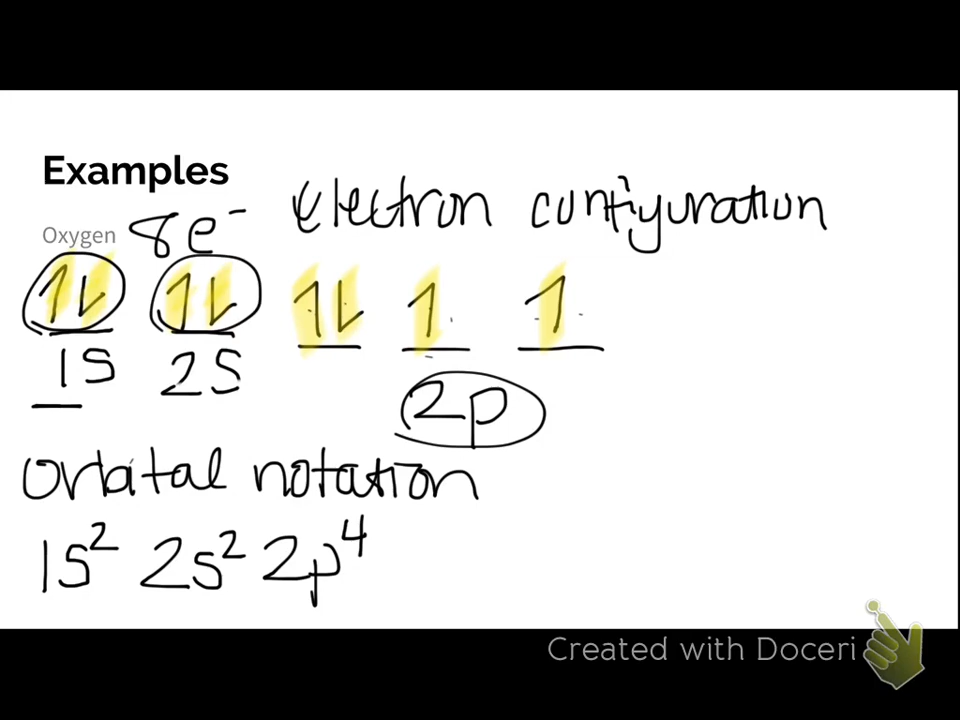 Examples
electron configuration
Oxygen 8e⁻
1s 2s 2p
orbital notation
1s² 2s² 2p⁴
Created with Doceri